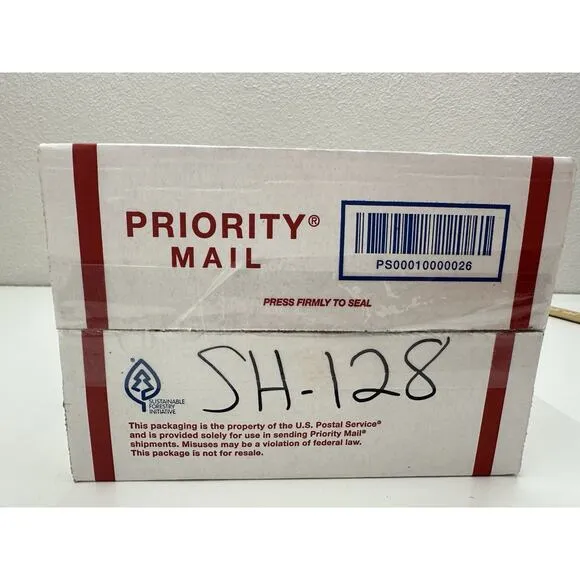 PRIORITY®
MAIL
PS00010000026
PRESS FIRMLY TO SEAL
SH-128
SUSTAINABLE
FORESTRY
INITIATIVE
This packaging is the property of the U.S. Postal Service®
and is provided solely for use in sending Priority Mail®
shipments. Misuses may be a violation of federal law.
This package is not for resale.